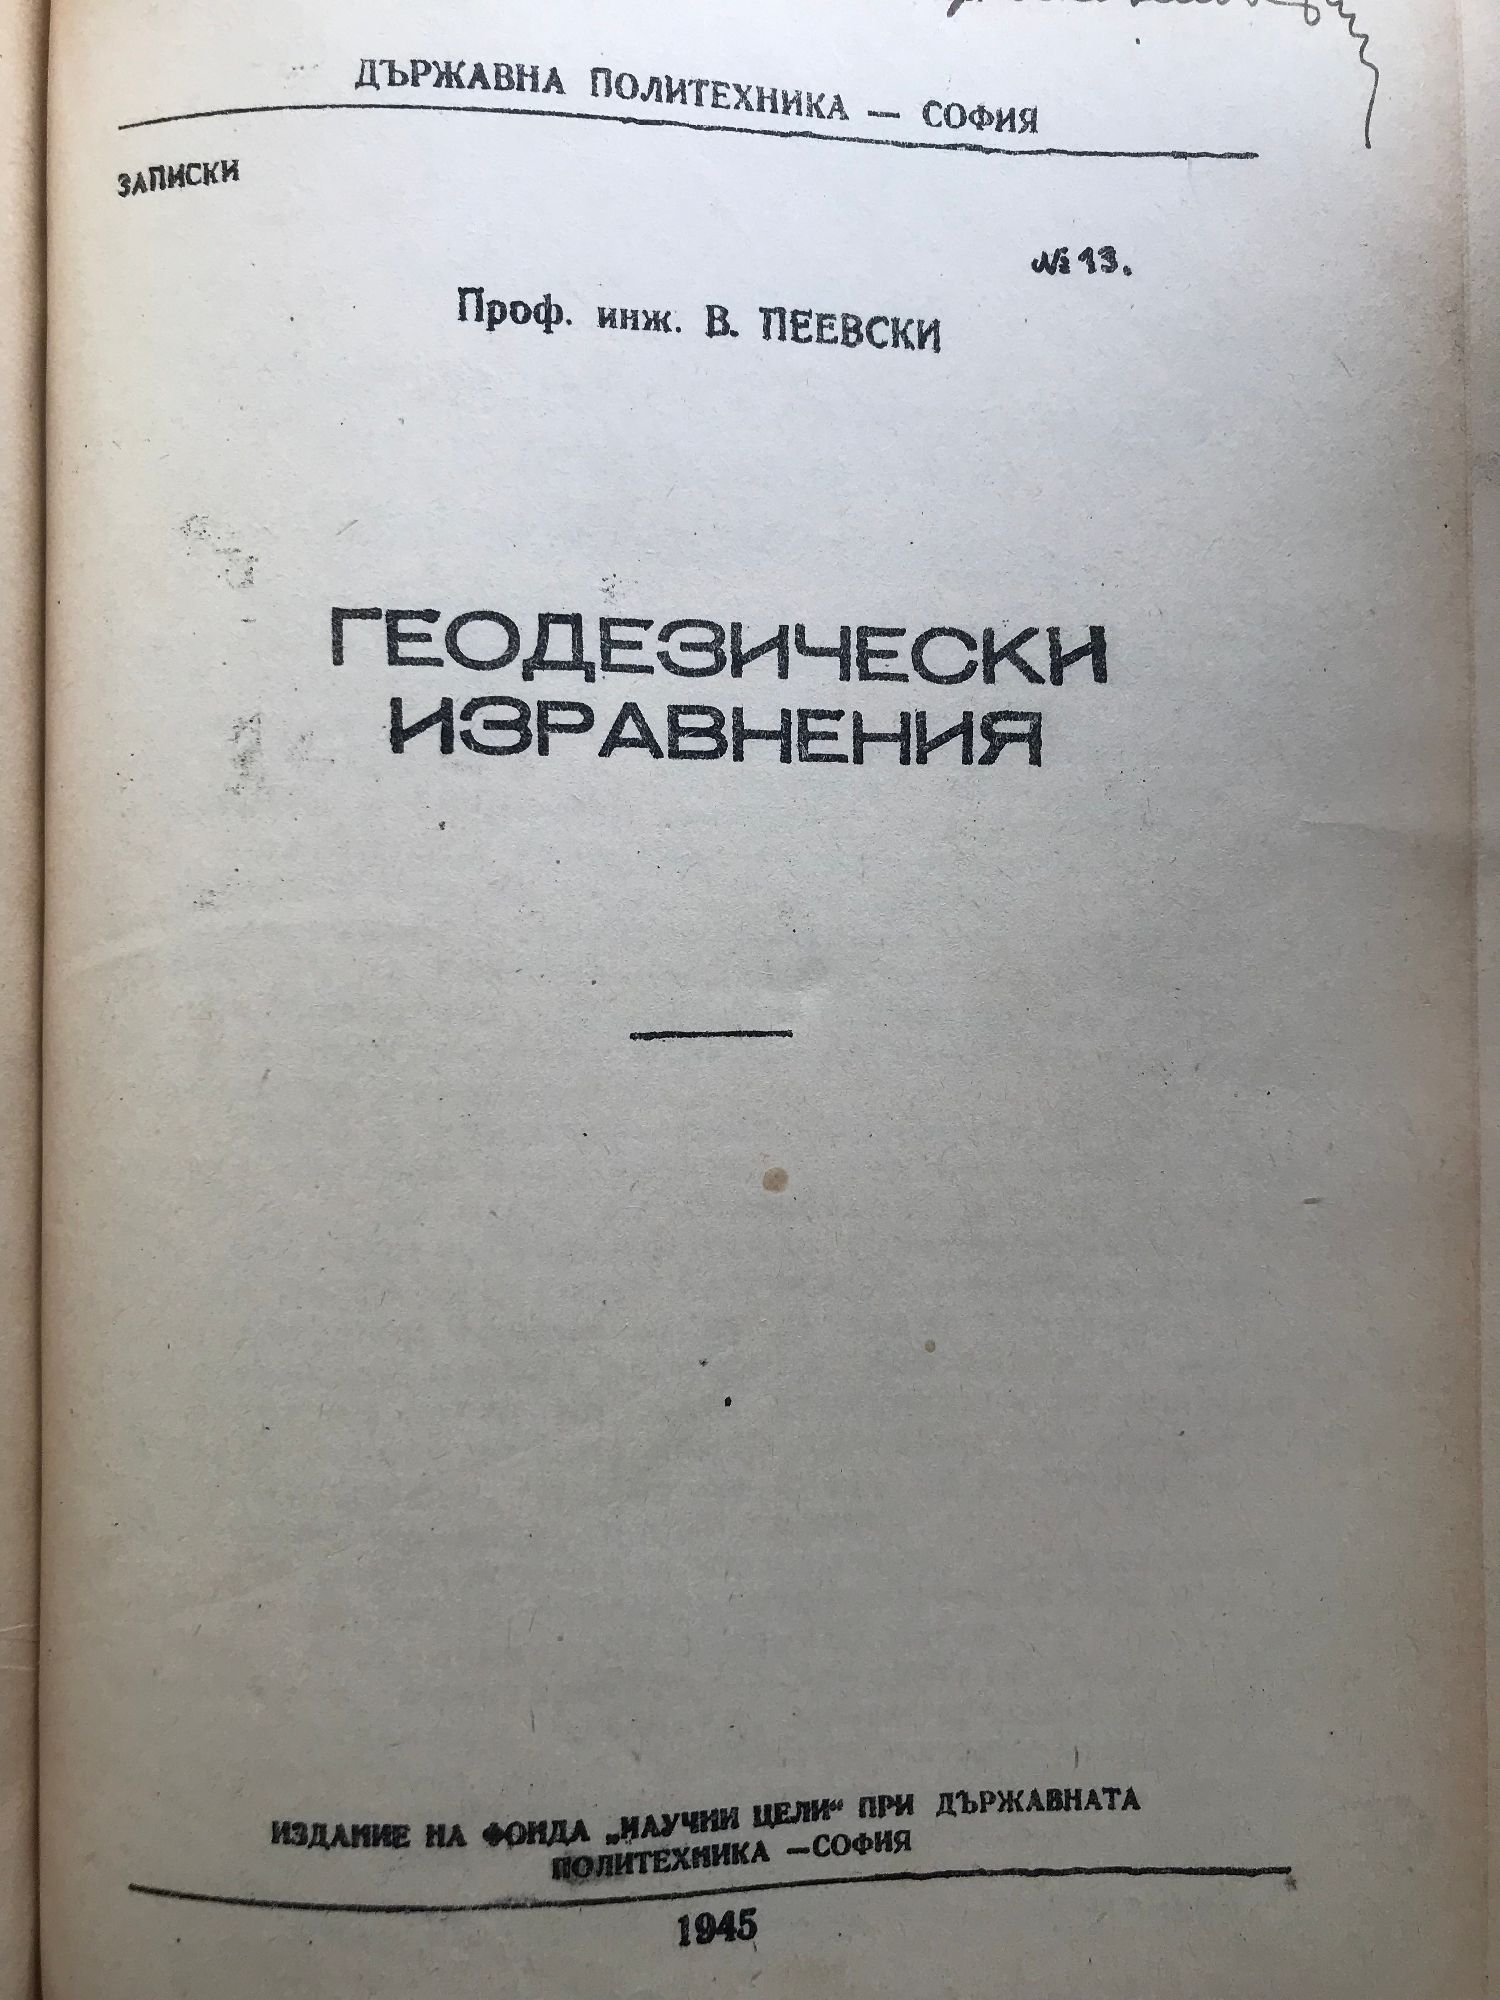 ДЪРЖАВНА ПОЛИТЕХНИКА — СОФИЯ
ЗАПИСКИ
№ 13.
Проф. инж. В. ПЕЕВСКИ
ГЕОДЕЗИЧЕСКИ
ИЗРАВНЕНИЯ
ИЗДАНИЕ НА ФОНДА „НАУЧНИ ЦЕЛИ“ ПРИ ДЪРЖАВНАТА
ПОЛИТЕХНИКА —СОФИЯ
1945